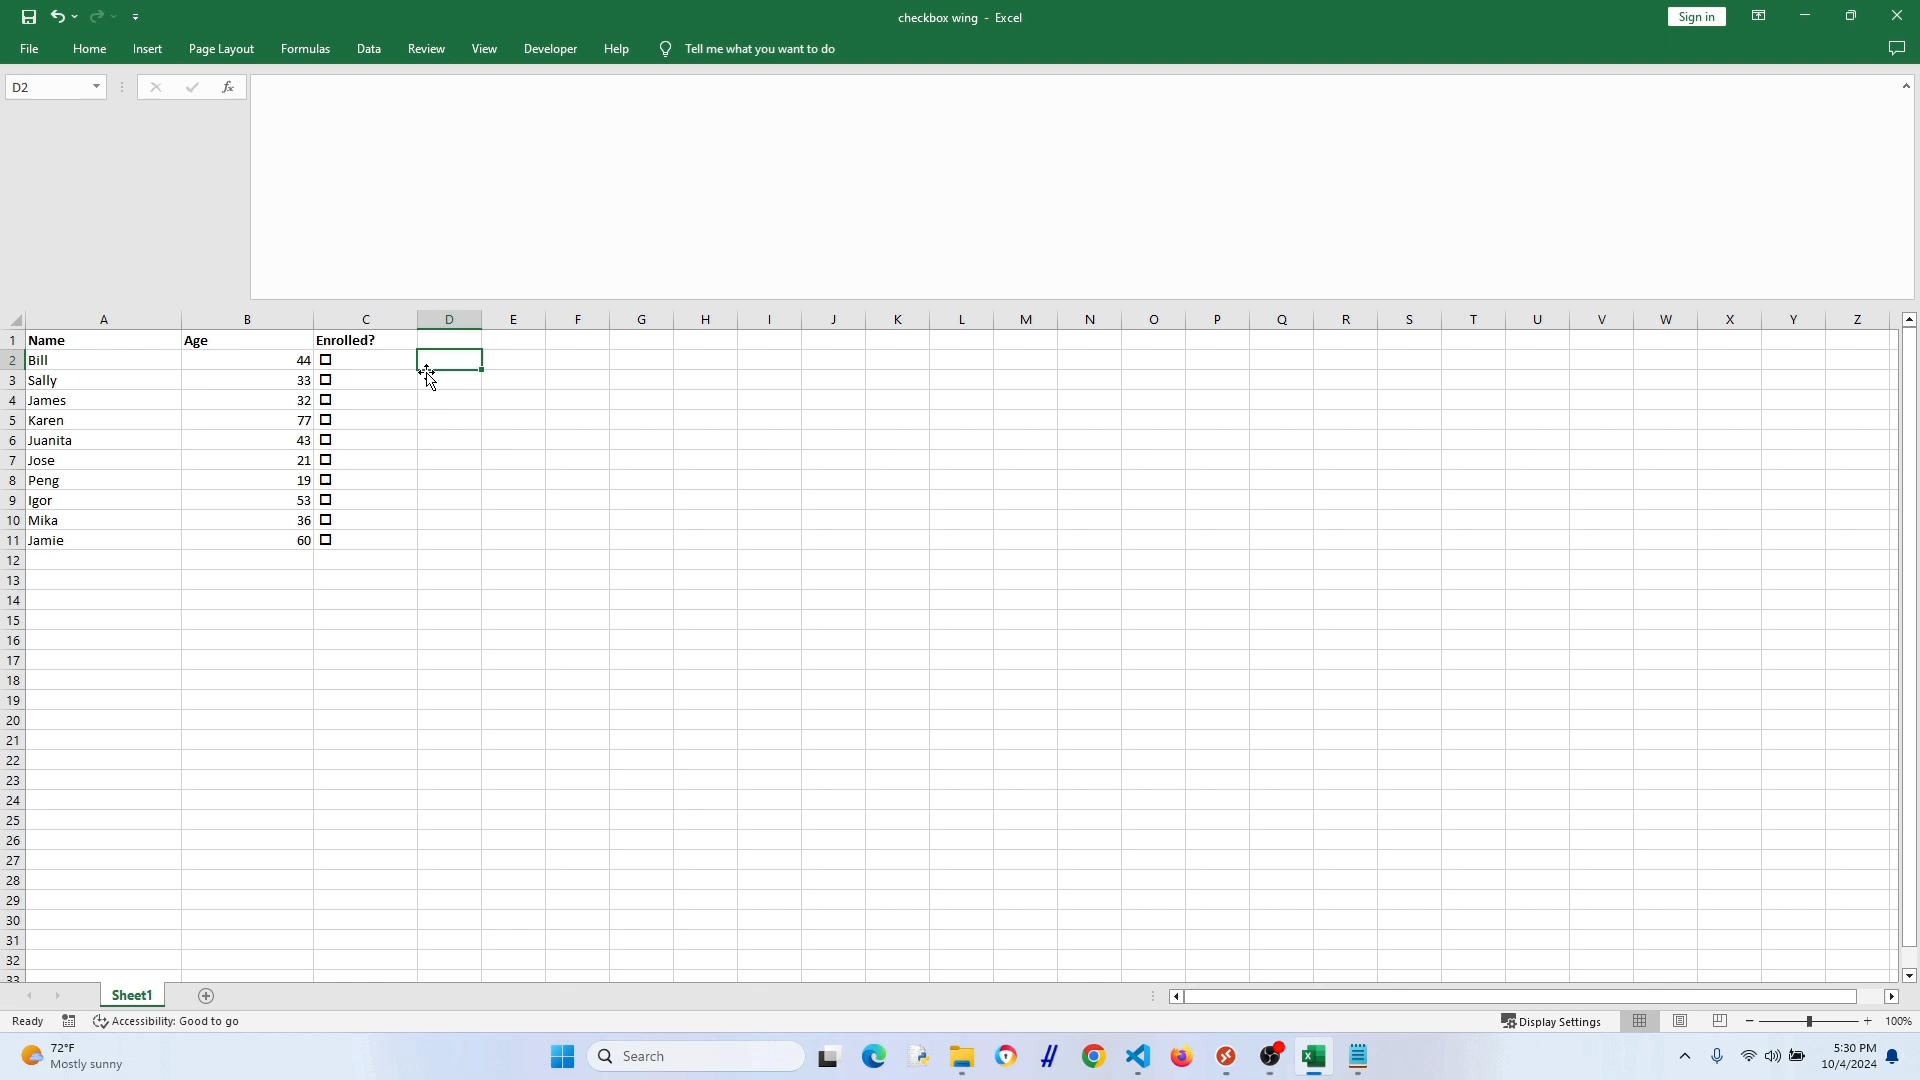 checkbox wing - Excel
Sign in
File Home Insert Page Layout Formulas Data Review View Developer Help Tell me what you want to do
D2 fx
A B C D E F G H I J K L M N O P Q R S T U V W X Y Z
1 Name Age Enrolled?
2 Bill 44 ☐
3 Sally 33 ☐
4 James 32 ☐
5 Karen 77 ☐
6 Juanita 43 ☐
7 Jose 21 ☐
8 Peng 19 ☐
9 Igor 53 ☐
10 Mika 36 ☐
11 Jamie 60 ☐
12
13
14
15
16
17
18
19
20
21
22
23
24
25
26
27
28
29
30
31
32
33
Sheet1
Ready Accessibility: Good to go Display Settings 100%
72°F
Mostly sunny
Search
5:30 PM
10/4/2024